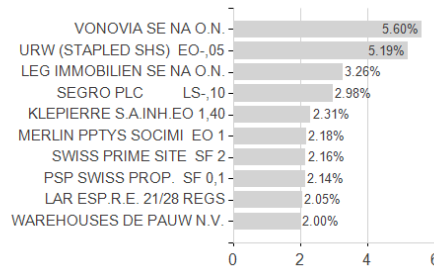 VONOVIA SE NA O.N. 5.60%
URW (STAPLED SHS) EO-,05 5.19%
LEG IMMOBILIEN SE NA O.N. 3.26%
SEGRO PLC LS-,10 2.98%
KLEPIERRE S.A.INH.EO 1,40 2.31%
MERLIN PPTYS SOCIMI EO 1 2.18%
SWISS PRIME SITE SF 2 2.16%
PSP SWISS PROP. SF 0,1 2.14%
LAR ESP.R.E. 21/28 REGS 2.05%
WAREHOUSES DE PAUW N.V. 2.00%
0 2 4 6